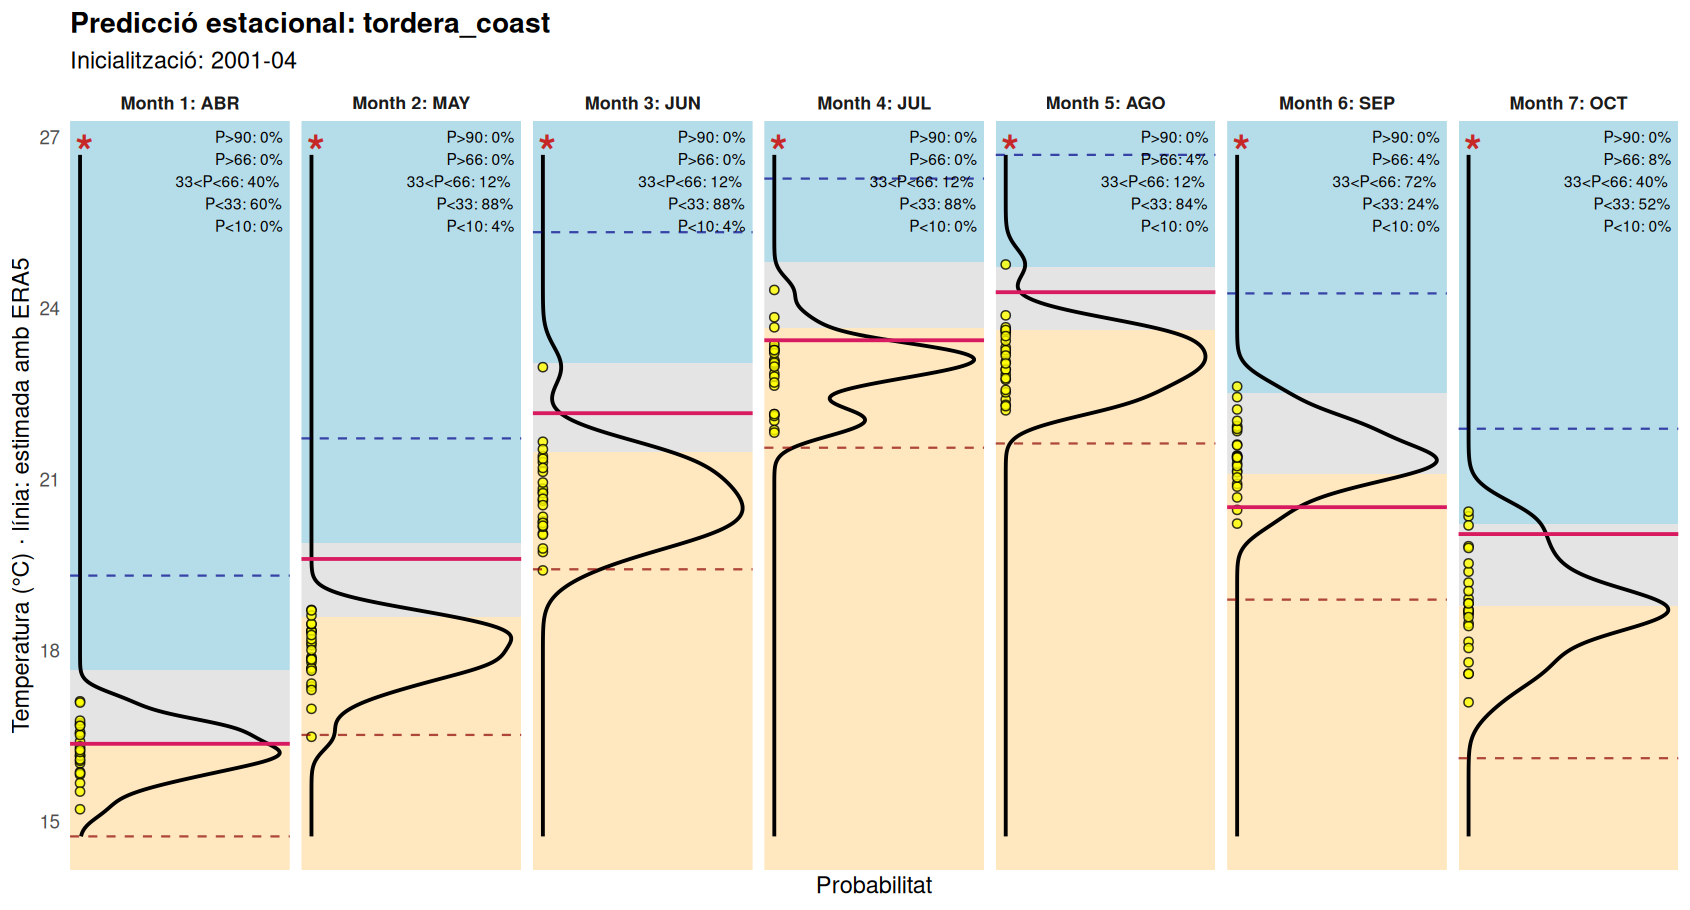 Predicció estacional: tordera_coast
Inicialització: 2001-04
Month 1: ABR
Month 2: MAY
Month 3: JUN
Month 4: JUL
Month 5: AGO
Month 6: SEP
Month 7: OCT
*
P>90: 0%
P>66: 0%
33<P<66: 40%
P<33: 60%
P<10: 0%
*
P>90: 0%
P>66: 0%
33<P<66: 12%
P<33: 88%
P<10: 4%
*
P>90: 0%
P>66: 0%
33<P<66: 12%
P<33: 88%
P<10: 4%
*
P>90: 0%
P>66: 0%
33<P<66: 12%
P<33: 88%
P<10: 0%
*
P>90: 0%
P>66: 4%
33<P<66: 12%
P<33: 84%
P<10: 0%
*
P>90: 0%
P>66: 4%
33<P<66: 72%
P<33: 24%
P<10: 0%
*
P>90: 0%
P>66: 8%
33<P<66: 40%
P<33: 52%
P<10: 0%
27
24
21
18
15
Temperatura (°C) · línia: estimada amb ERA5
Probabilitat